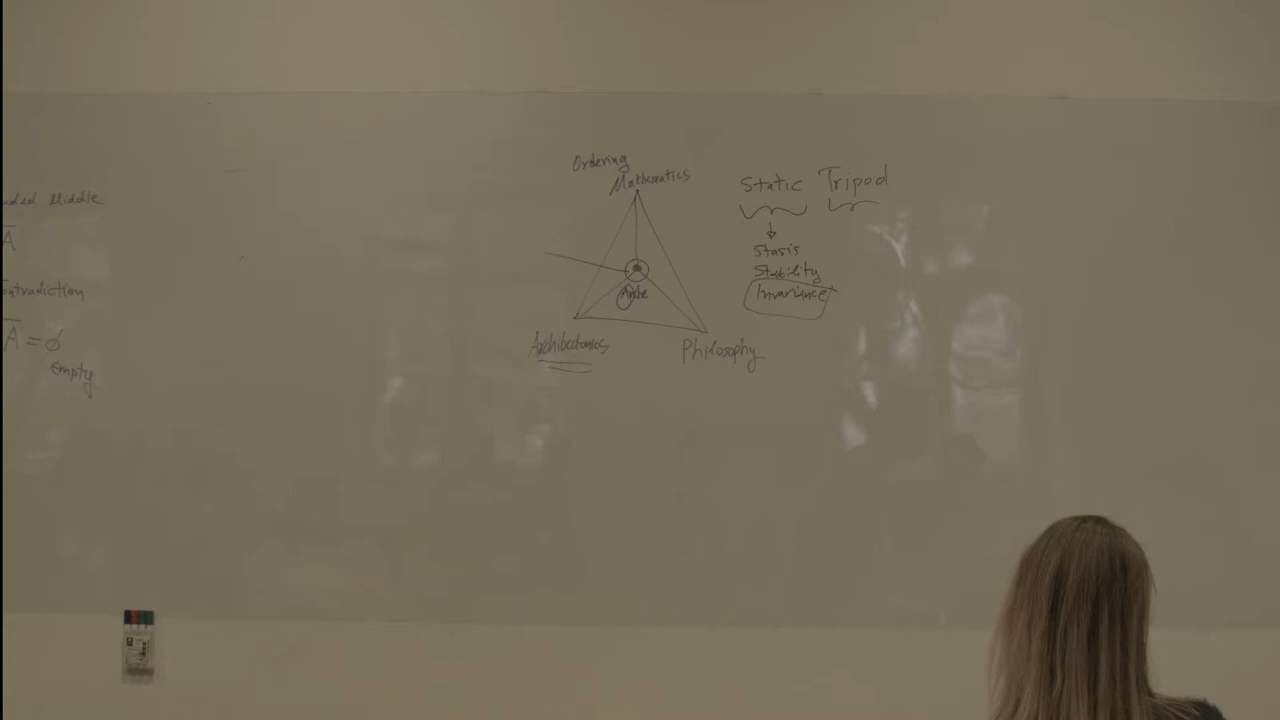 uded Middle
A
ontradiction
A = ϕ
empty
Ordering
Mathematics
Arche
Architectonics
Philosophy
Static Tripod
Stasis
Stability
Invariance